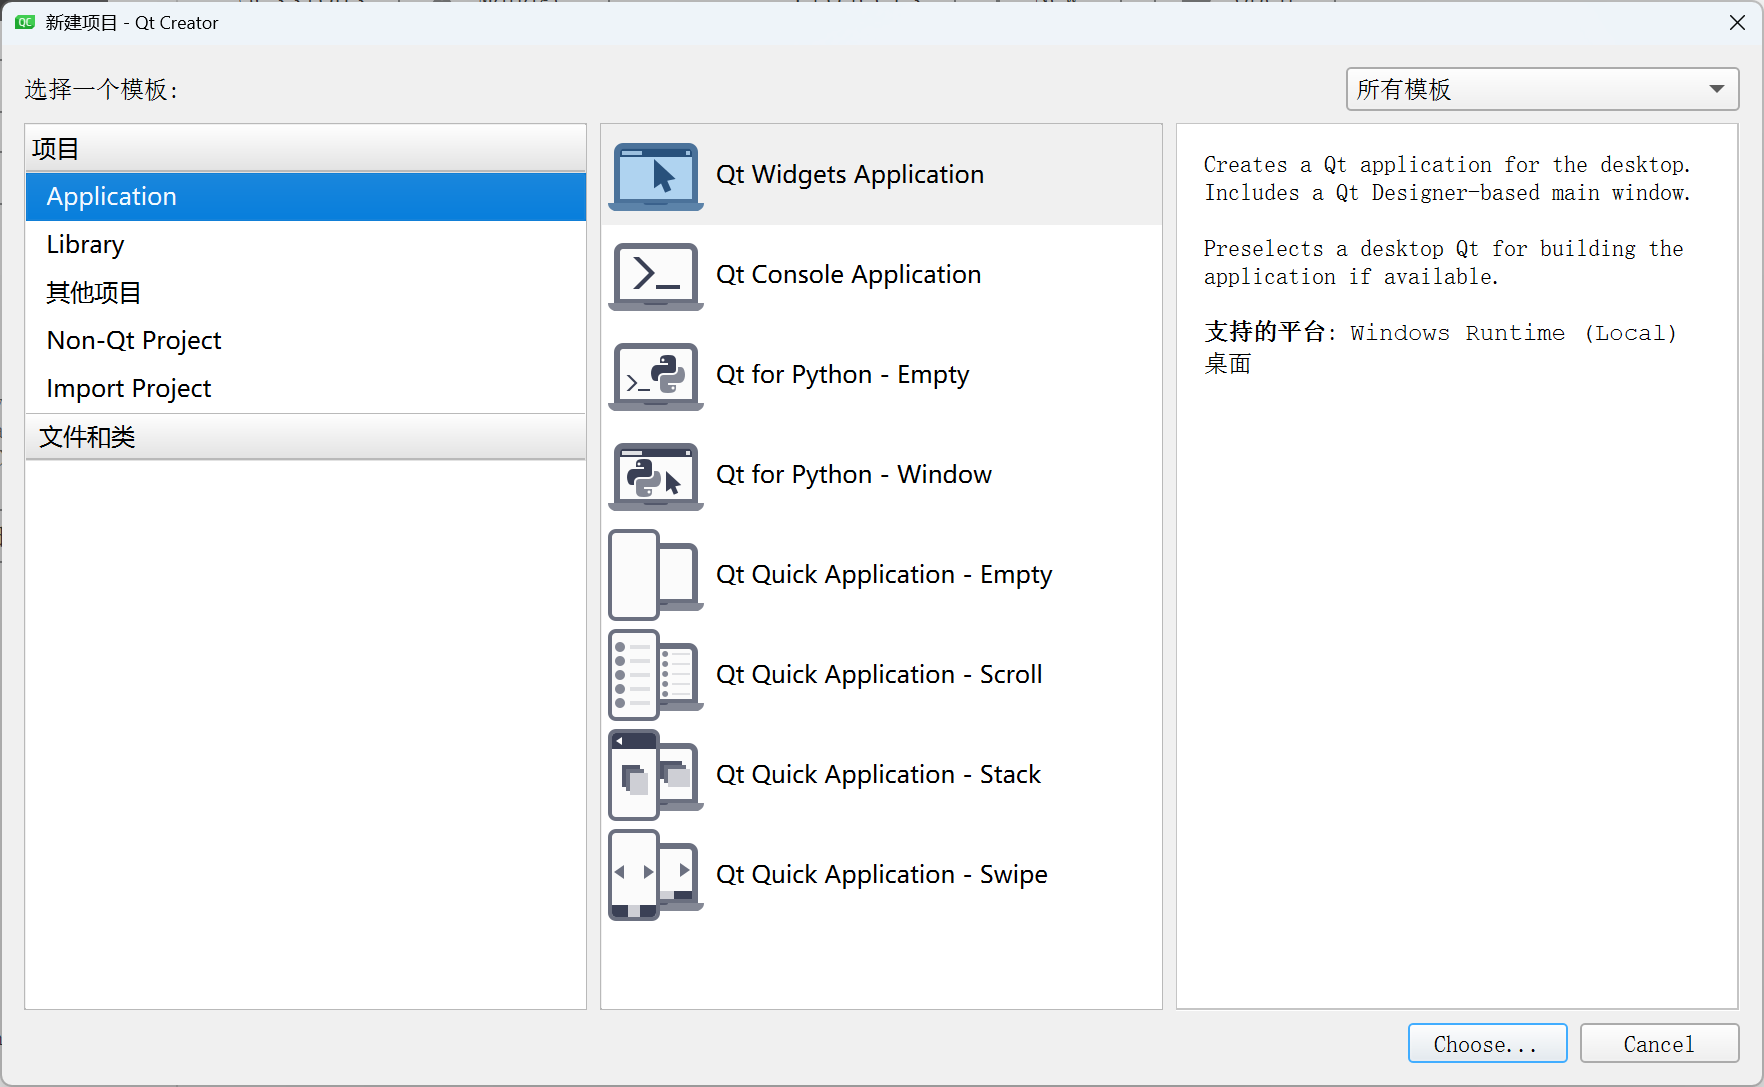 新建项目 - Qt Creator
选择一个模板:
所有模板
项目
Application
Library
其他项目
Non-Qt Project
Import Project
文件和类
Qt Widgets Application
Qt Console Application
Qt for Python - Empty
Qt for Python - Window
Qt Quick Application - Empty
Qt Quick Application - Scroll
Qt Quick Application - Stack
Qt Quick Application - Swipe
Creates a Qt application for the desktop.
Includes a Qt Designer-based main window.
Preselects a desktop Qt for building the
application if available.
支持的平台: Windows Runtime (Local)
桌面
Choose...
Cancel